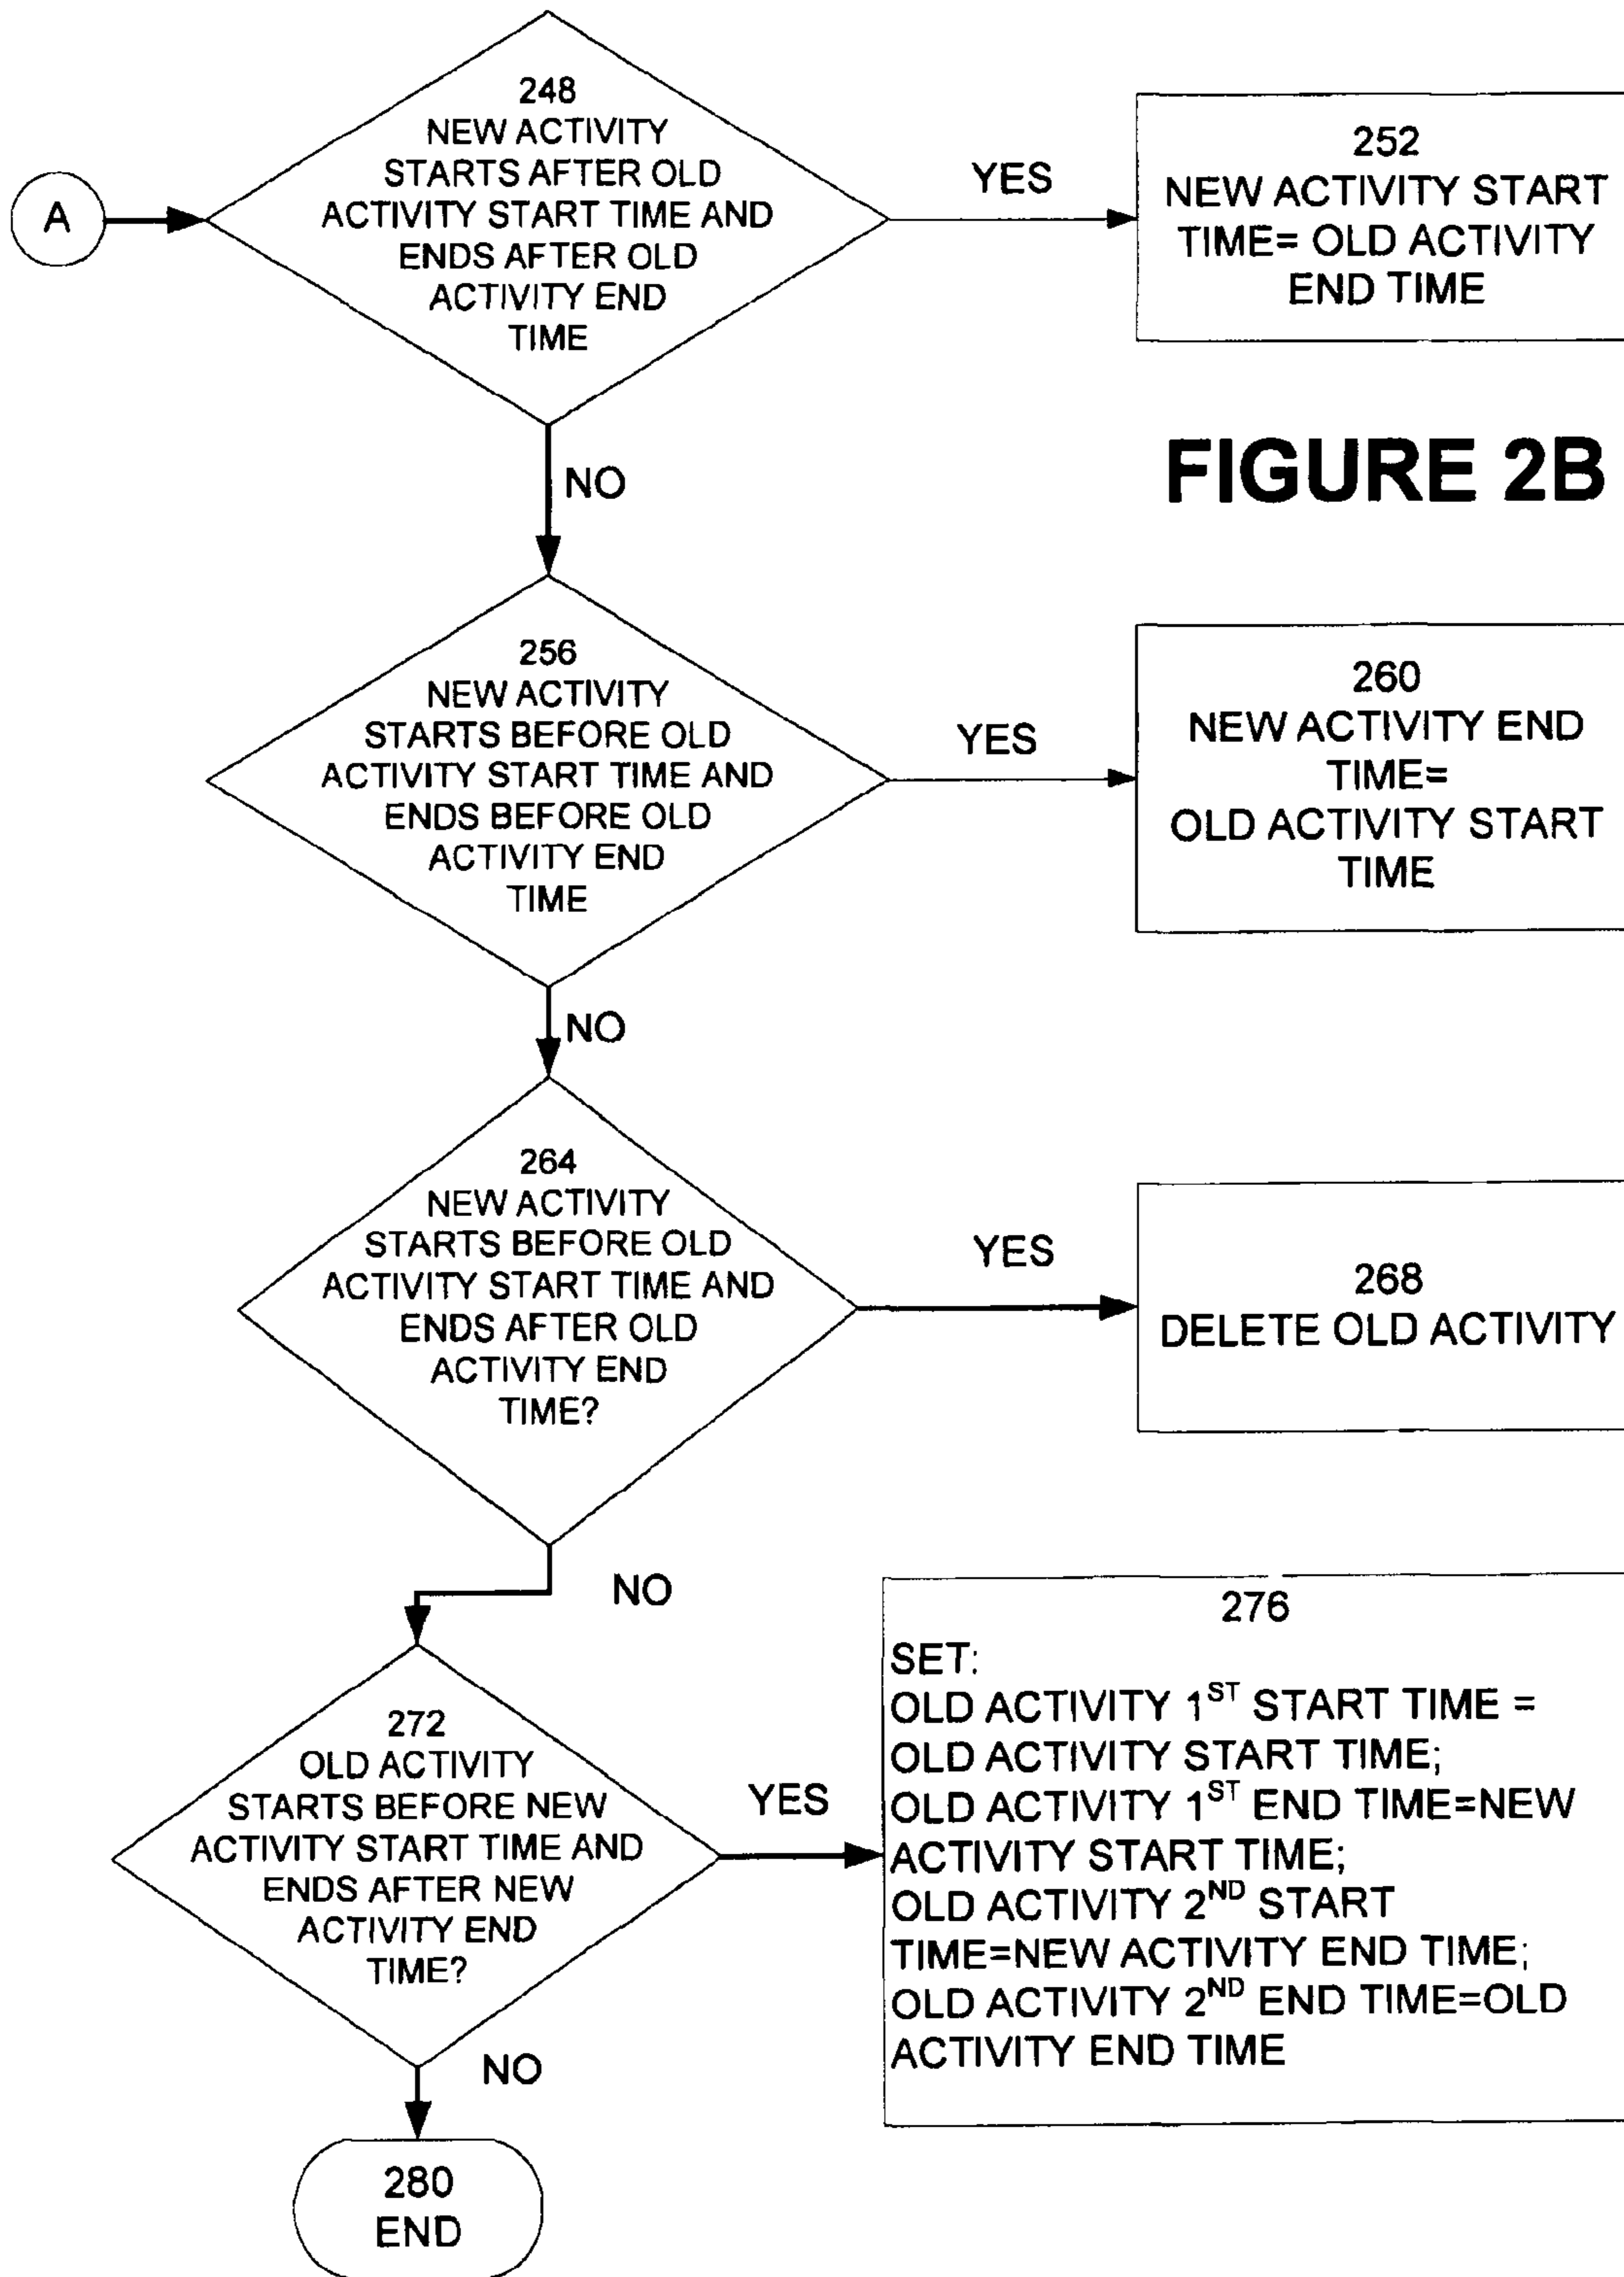 248
NEW ACTIVITY
STARTS AFTER OLD
ACTIVITY START TIME AND
ENDS AFTER OLD
ACTIVITY END
TIME
A
YES
252
NEW ACTIVITY START
TIME= OLD ACTIVITY
END TIME
NO
FIGURE 2B
256
NEW ACTIVITY
STARTS BEFORE OLD
ACTIVITY START TIME AND
ENDS BEFORE OLD
ACTIVITY END
TIME
YES
260
NEW ACTIVITY END
TIME=
OLD ACTIVITY START
TIME
NO
264
NEW ACTIVITY
STARTS BEFORE OLD
ACTIVITY START TIME AND
ENDS AFTER OLD
ACTIVITY END
TIME?
YES
268
DELETE OLD ACTIVITY
NO
272
OLD ACTIVITY
STARTS BEFORE NEW
ACTIVITY START TIME AND
ENDS AFTER NEW
ACTIVITY END
TIME?
YES
276
SET:
OLD ACTIVITY 1ST START TIME =
OLD ACTIVITY START TIME;
OLD ACTIVITY 1ST END TIME=NEW
ACTIVITY START TIME;
OLD ACTIVITY 2ND START
TIME=NEW ACTIVITY END TIME;
OLD ACTIVITY 2ND END TIME=OLD
ACTIVITY END TIME
NO
280
END